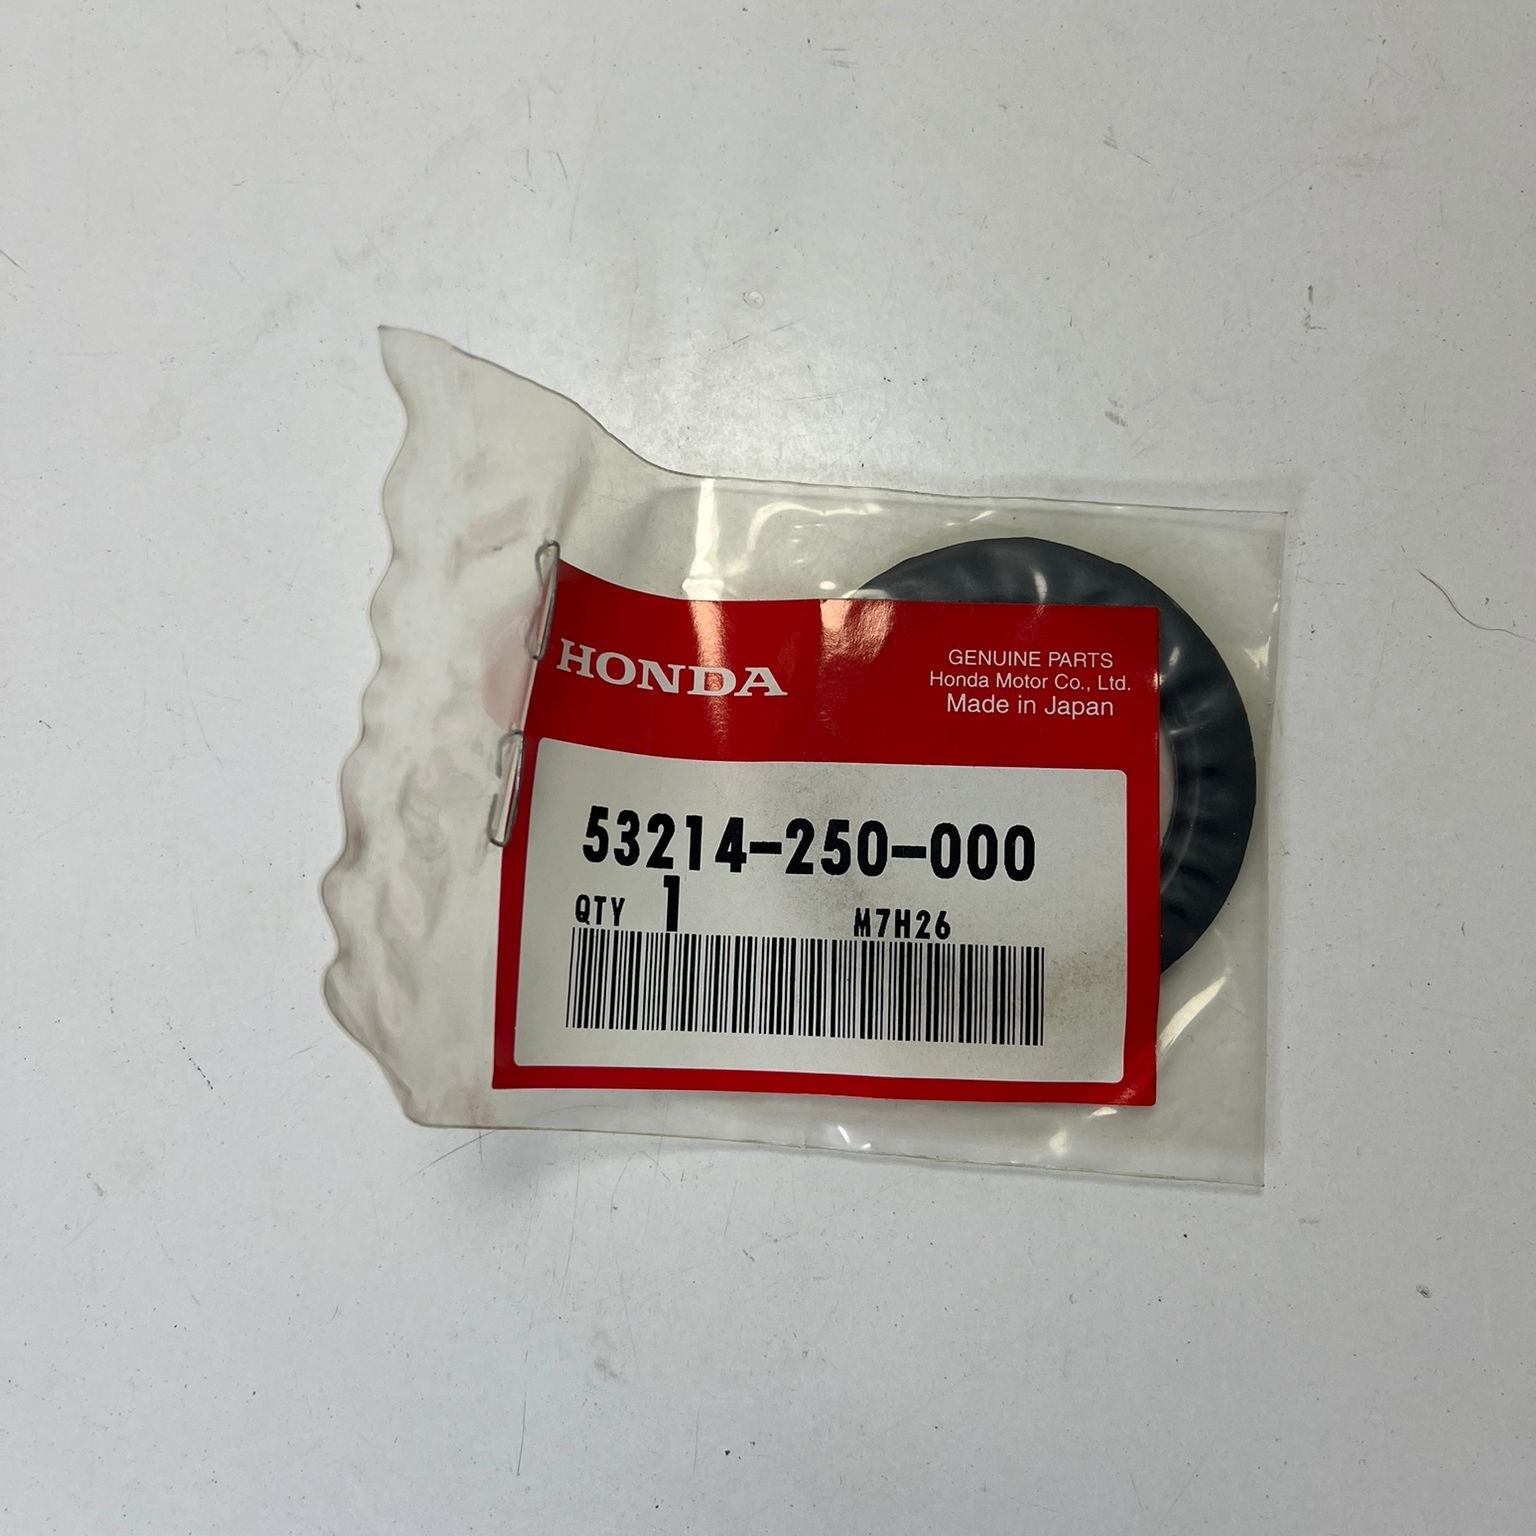 HONDA
GENUINE PARTS
Honda Motor Co., Ltd.
Made in Japan
53214-250-000
QTY 1 M7H26